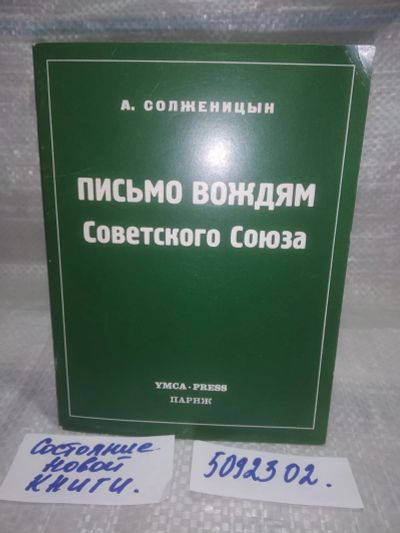 А. СОЛЖЕНИЦЫН
ПИСЬМО ВОЖДЯМ
Советского Союза
YMCA-PRESS
ПАРИЖ
Состояние
новой
книги.
5092302.